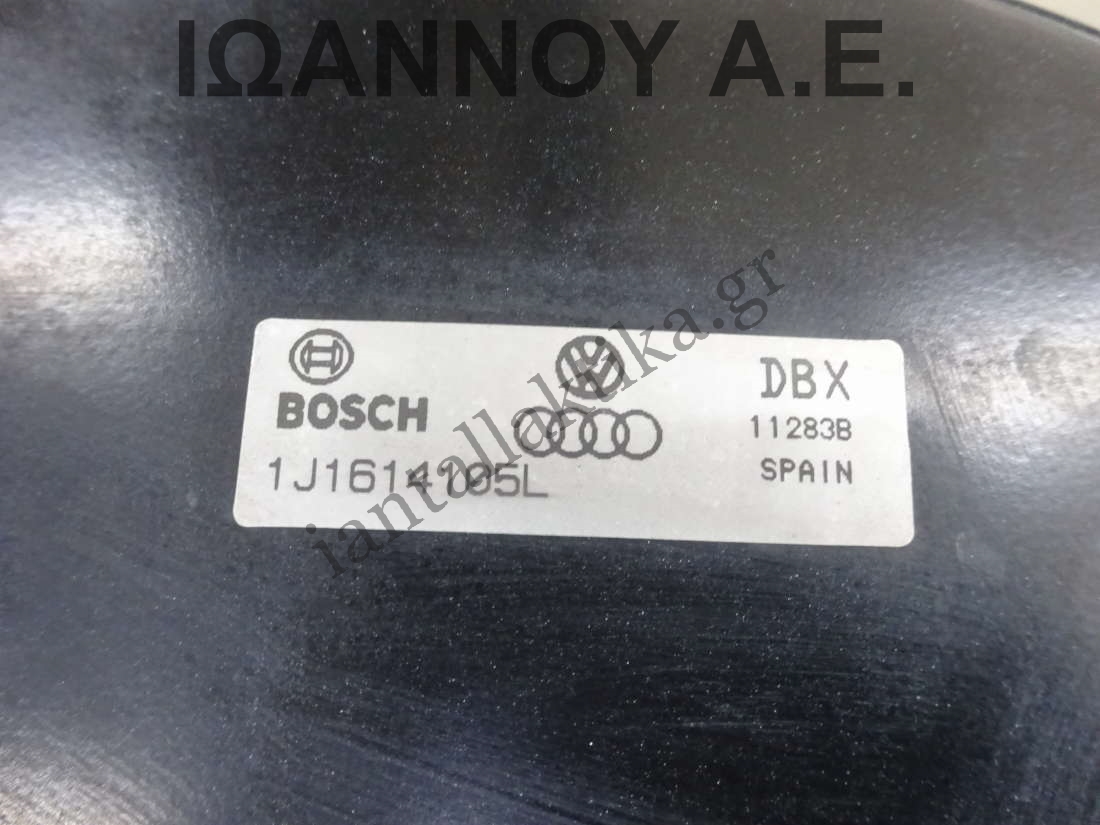 ΙΩΑΝΝΟΥ Α.Ε.
BOSCH
1J1614105L
DBX
11283B
SPAIN
iantallaktika.gr